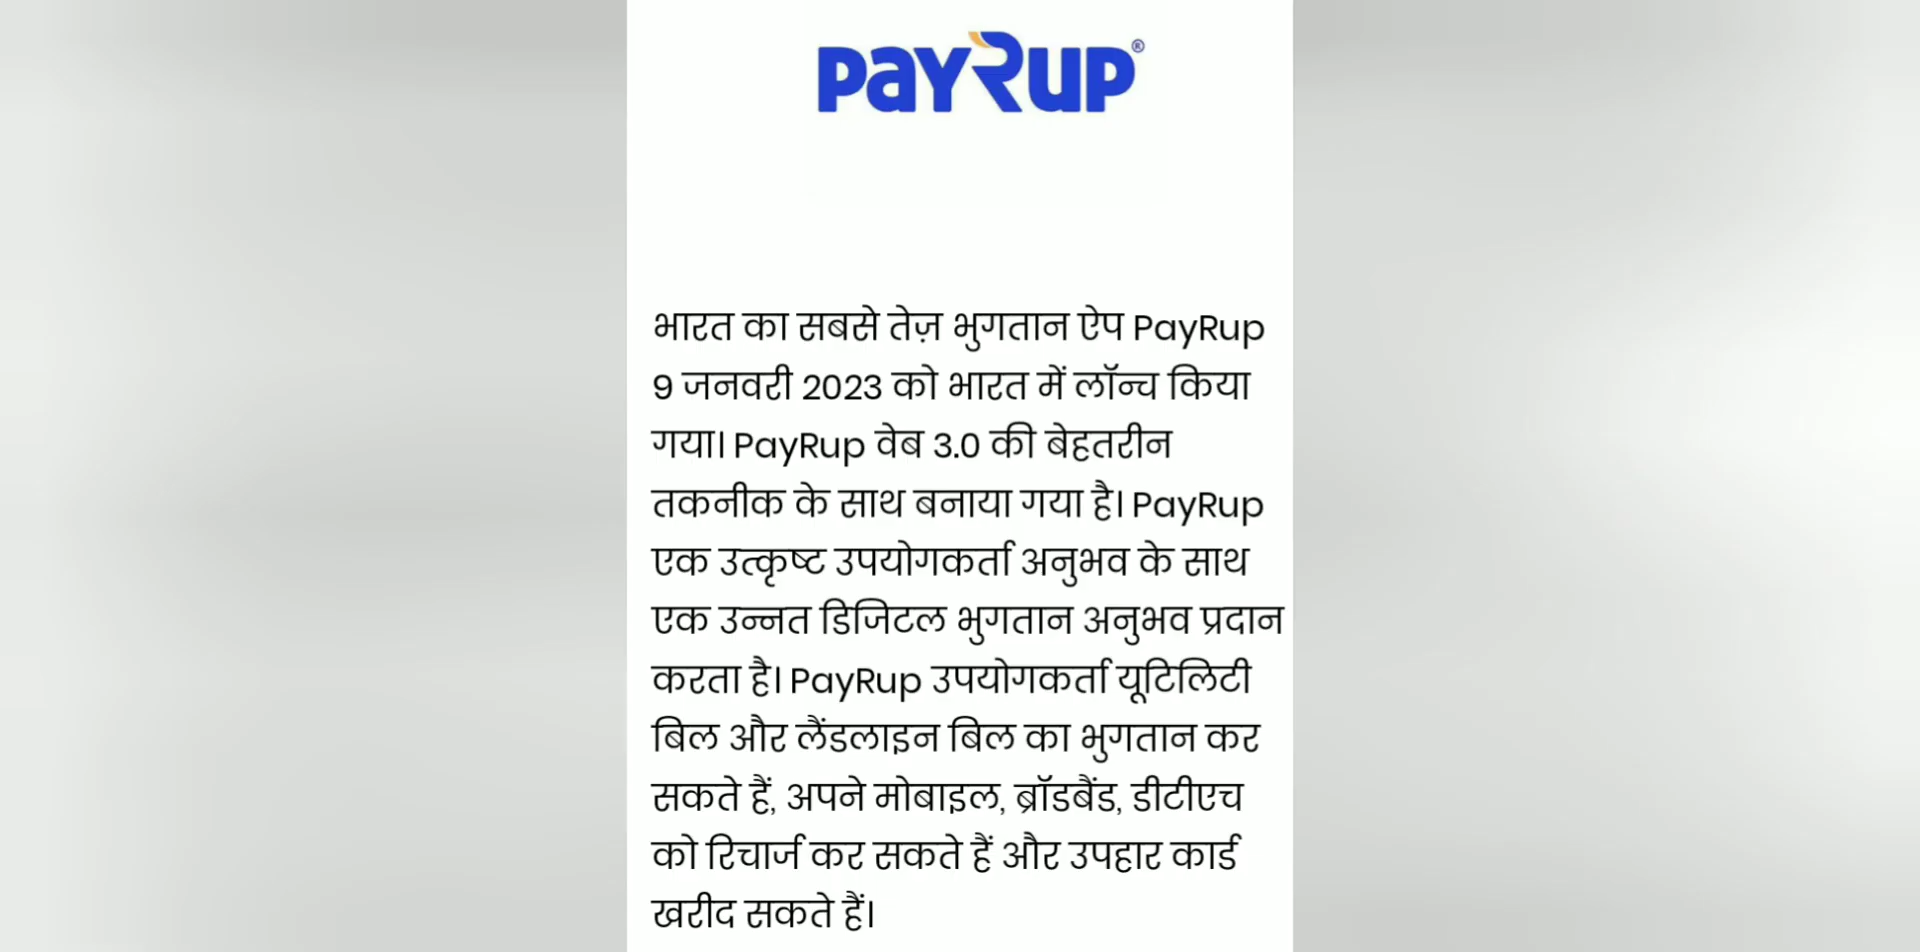 PayRup®
भारत का सबसे तेज़ भुगतान ऐप PayRup
9 जनवरी 2023 को भारत में लॉन्च किया
गया। PayRup वेब 3.0 की बेहतरीन
तकनीक के साथ बनाया गया है। PayRup
एक उत्कृष्ट उपयोगकर्ता अनुभव के साथ
एक उन्नत डिजिटल भुगतान अनुभव प्रदान
करता है। PayRup उपयोगकर्ता यूटिलिटी
बिल और लैंडलाइन बिल का भुगतान कर
सकते हैं, अपने मोबाइल, ब्रॉडबैंड, डीटीएच
को रिचार्ज कर सकते हैं और उपहार कार्ड
खरीद सकते हैं।